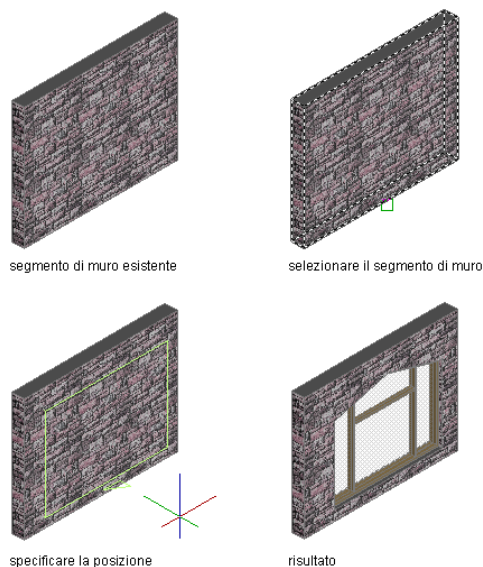 segmento di muro esistente
selezionare il segmento di muro
specificare la posizione
risultato